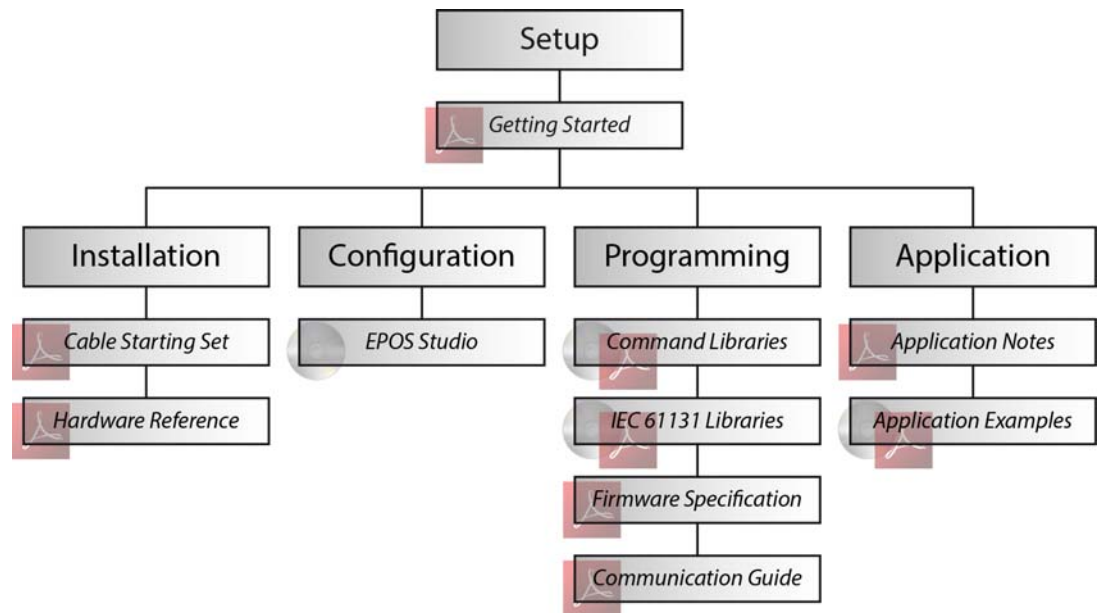 Setup
Getting Started
Installation
Configuration
Programming
Application
Cable Starting Set
EPOS Studio
Command Libraries
Application Notes
Hardware Reference
IEC 61131 Libraries
Application Examples
Firmware Specification
Communication Guide